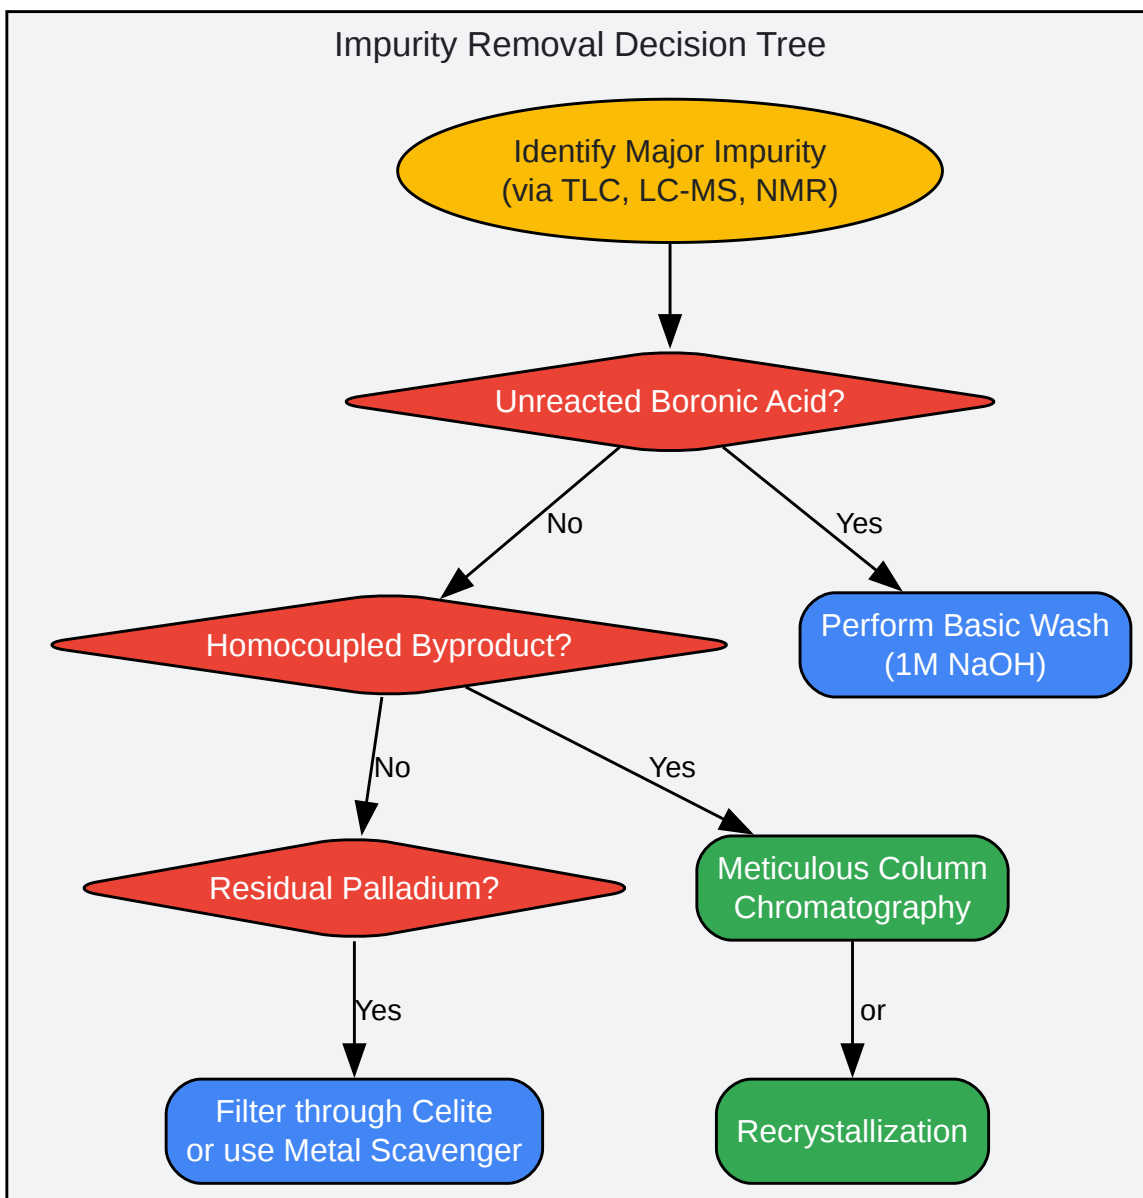 Impurity Removal Decision Tree
Identify Major Impurity
(via TLC, LC-MS, NMR)
Unreacted Boronic Acid?
No
Yes
Homocoupled Byproduct?
Perform Basic Wash
(1M NaOH)
No
Yes
Residual Palladium?
Meticulous Column
Chromatography
Yes
or
Filter through Celite
or use Metal Scavenger
Recrystallization